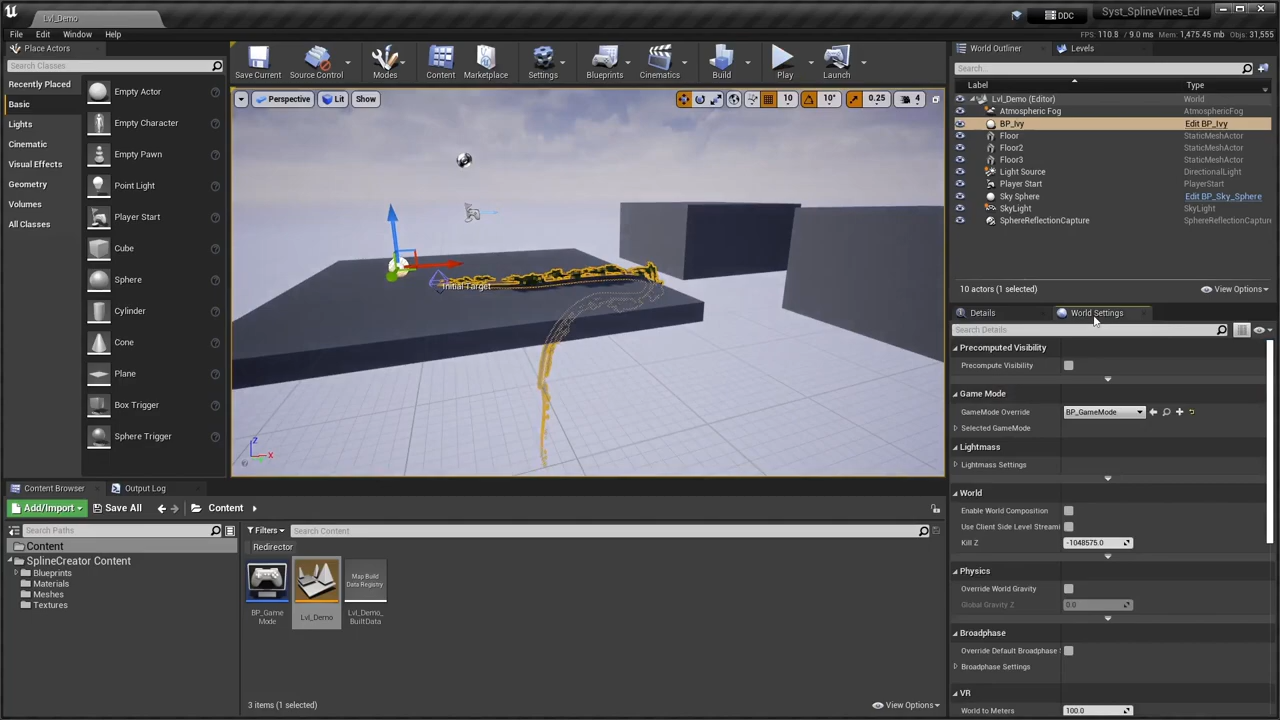 Lvl_Demo
DDC
Syst_SplineVines_Ed
File Edit Window Help
FPS: 110.8 / 9.0 ms Mem: 1,475.45 mb Objs: 31,555
Place Actors
Search Classes
Recently Placed
Basic
Lights
Cinematic
Visual Effects
Geometry
Volumes
All Classes
Empty Actor
Empty Character
Empty Pawn
Point Light
Player Start
Cube
Sphere
Cylinder
Cone
Plane
Box Trigger
Sphere Trigger
Save Current
Source Control
Modes
Content
Marketplace
Settings
Blueprints
Cinematics
Build
Play
Launch
Perspective Lit Show
10 10° 0.25 4
Initial Target
Z
X
World Outliner Levels
Search...
Label Type
Lvl_Demo (Editor) World
Atmospheric Fog AtmosphericFog
BP_Ivy Edit BP_Ivy
Floor StaticMeshActor
Floor2 StaticMeshActor
Floor3 StaticMeshActor
Light Source DirectionalLight
Player Start PlayerStart
Sky Sphere Edit BP_Sky_Sphere
SkyLight SkyLight
SphereReflectionCapture SphereReflectionCapture
10 actors (1 selected) View Options
Details World Settings
Search Details
Precomputed Visibility
Precompute Visibility
Game Mode
GameMode Override BP_GameMode
Selected GameMode
Lightmass
Lightmass Settings
World
Enable World Composition
Use Client Side Level Streami
Kill Z -1048575.0
Physics
Override World Gravity
Global Gravity Z 0.0
Broadphase
Override Default Broadphase S
Broadphase Settings
VR
World to Meters 100.0
Content Browser Output Log
Add/Import Save All Content
Search Paths
Content
SplineCreator Content
Blueprints
Materials
Meshes
Textures
Filters Search Content
Redirector
BP_Game
Mode
Lvl_Demo
Map Build
Data Registry
Lvl_Demo_
BuiltData
3 items (1 selected) View Options